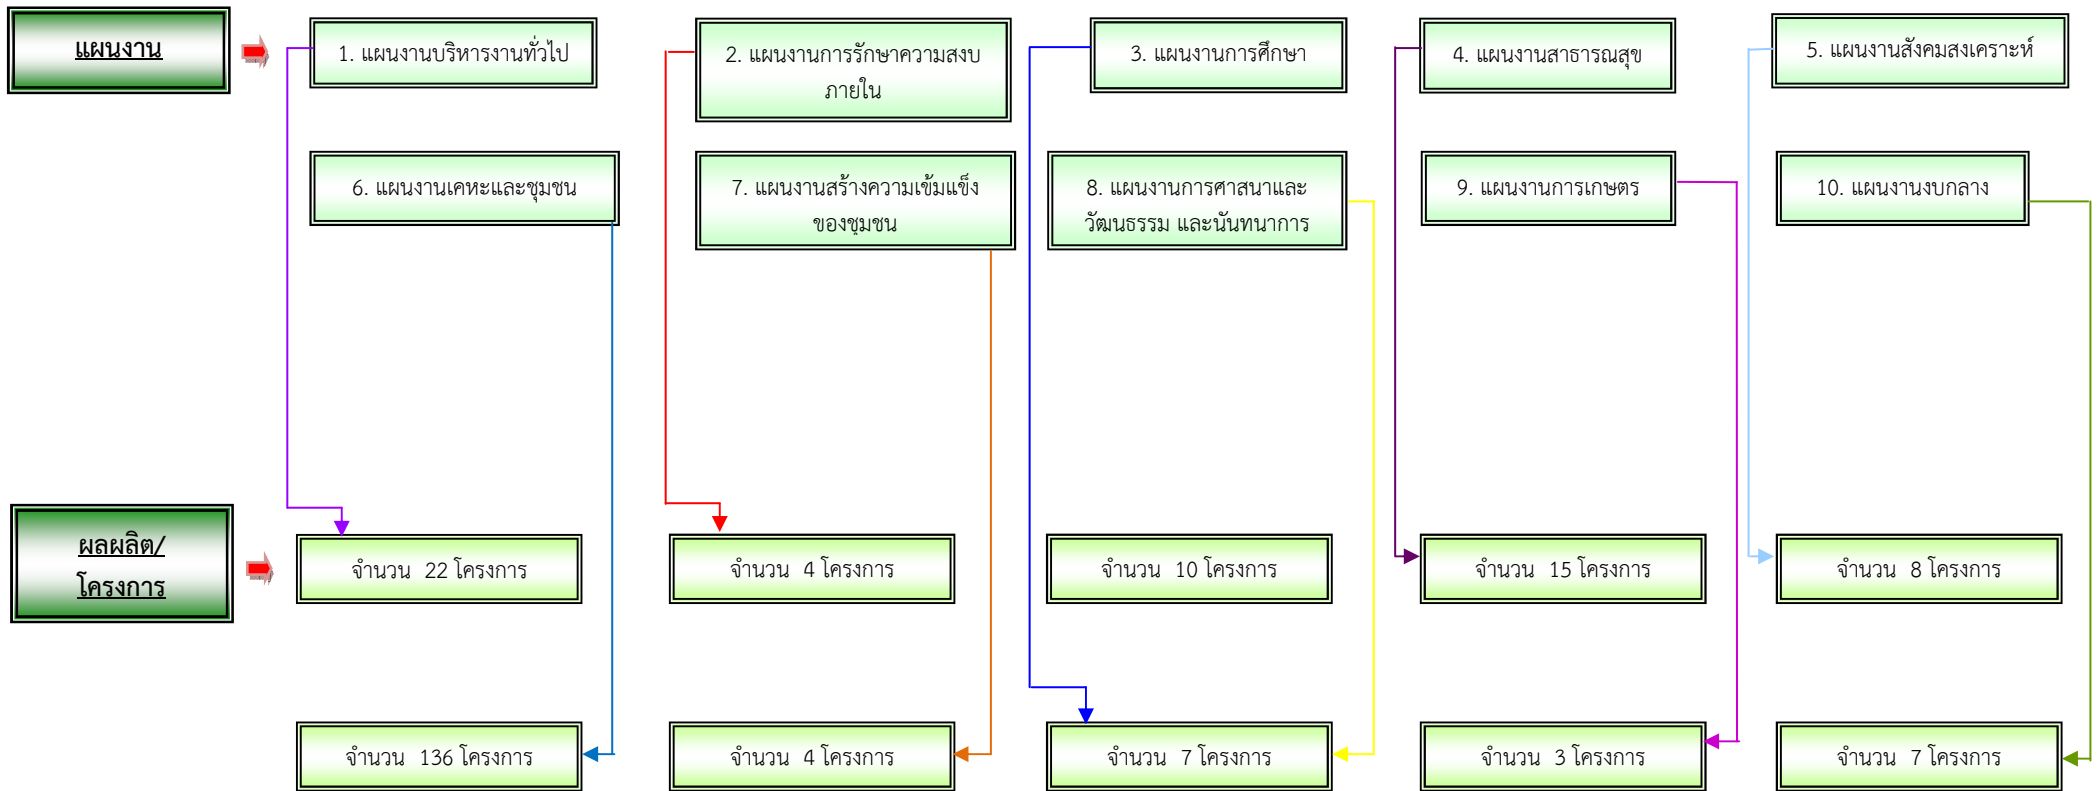 แผนงาน
1. แผนงานบริหารงานทั่วไป
2. แผนงานการรักษาความสงบ
ภายใน
3. แผนงานการศึกษา
4. แผนงานสาธารณสุข
5. แผนงานสังคมสงเคราะห์
6. แผนงานเคหะและชุมชน
7. แผนงานสร้างความเข้มแข็ง
ของชุมชน
8. แผนงานการศาสนาและ
วัฒนธรรม และนันทนาการ
9. แผนงานการเกษตร
10. แผนงานงบกลาง
ผลผลิต/
โครงการ
จำนวน 22 โครงการ
จำนวน 4 โครงการ
จำนวน 10 โครงการ
จำนวน 15 โครงการ
จำนวน 8 โครงการ
จำนวน 136 โครงการ
จำนวน 4 โครงการ
จำนวน 7 โครงการ
จำนวน 3 โครงการ
จำนวน 7 โครงการ